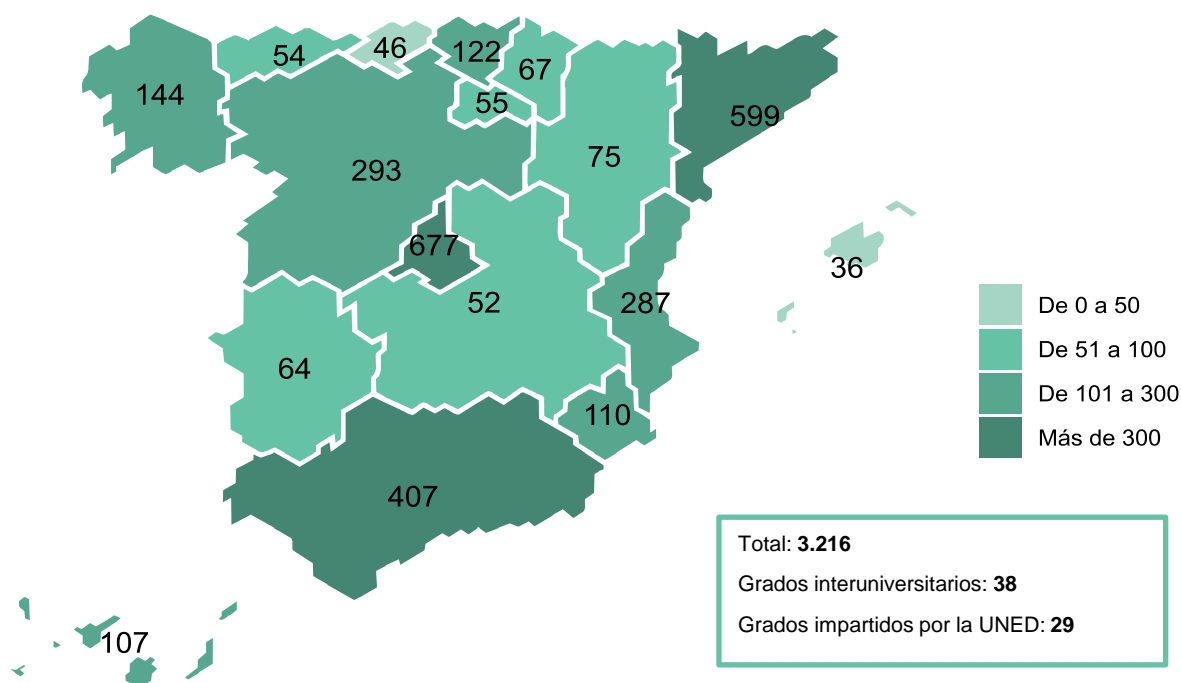 54
46
122
67
144
55
599
75
293
677
36
52
287
64
110
407
107
De 0 a 50
De 51 a 100
De 101 a 300
Más de 300
Total: 3.216
Grados interuniversitarios: 38
Grados impartidos por la UNED: 29